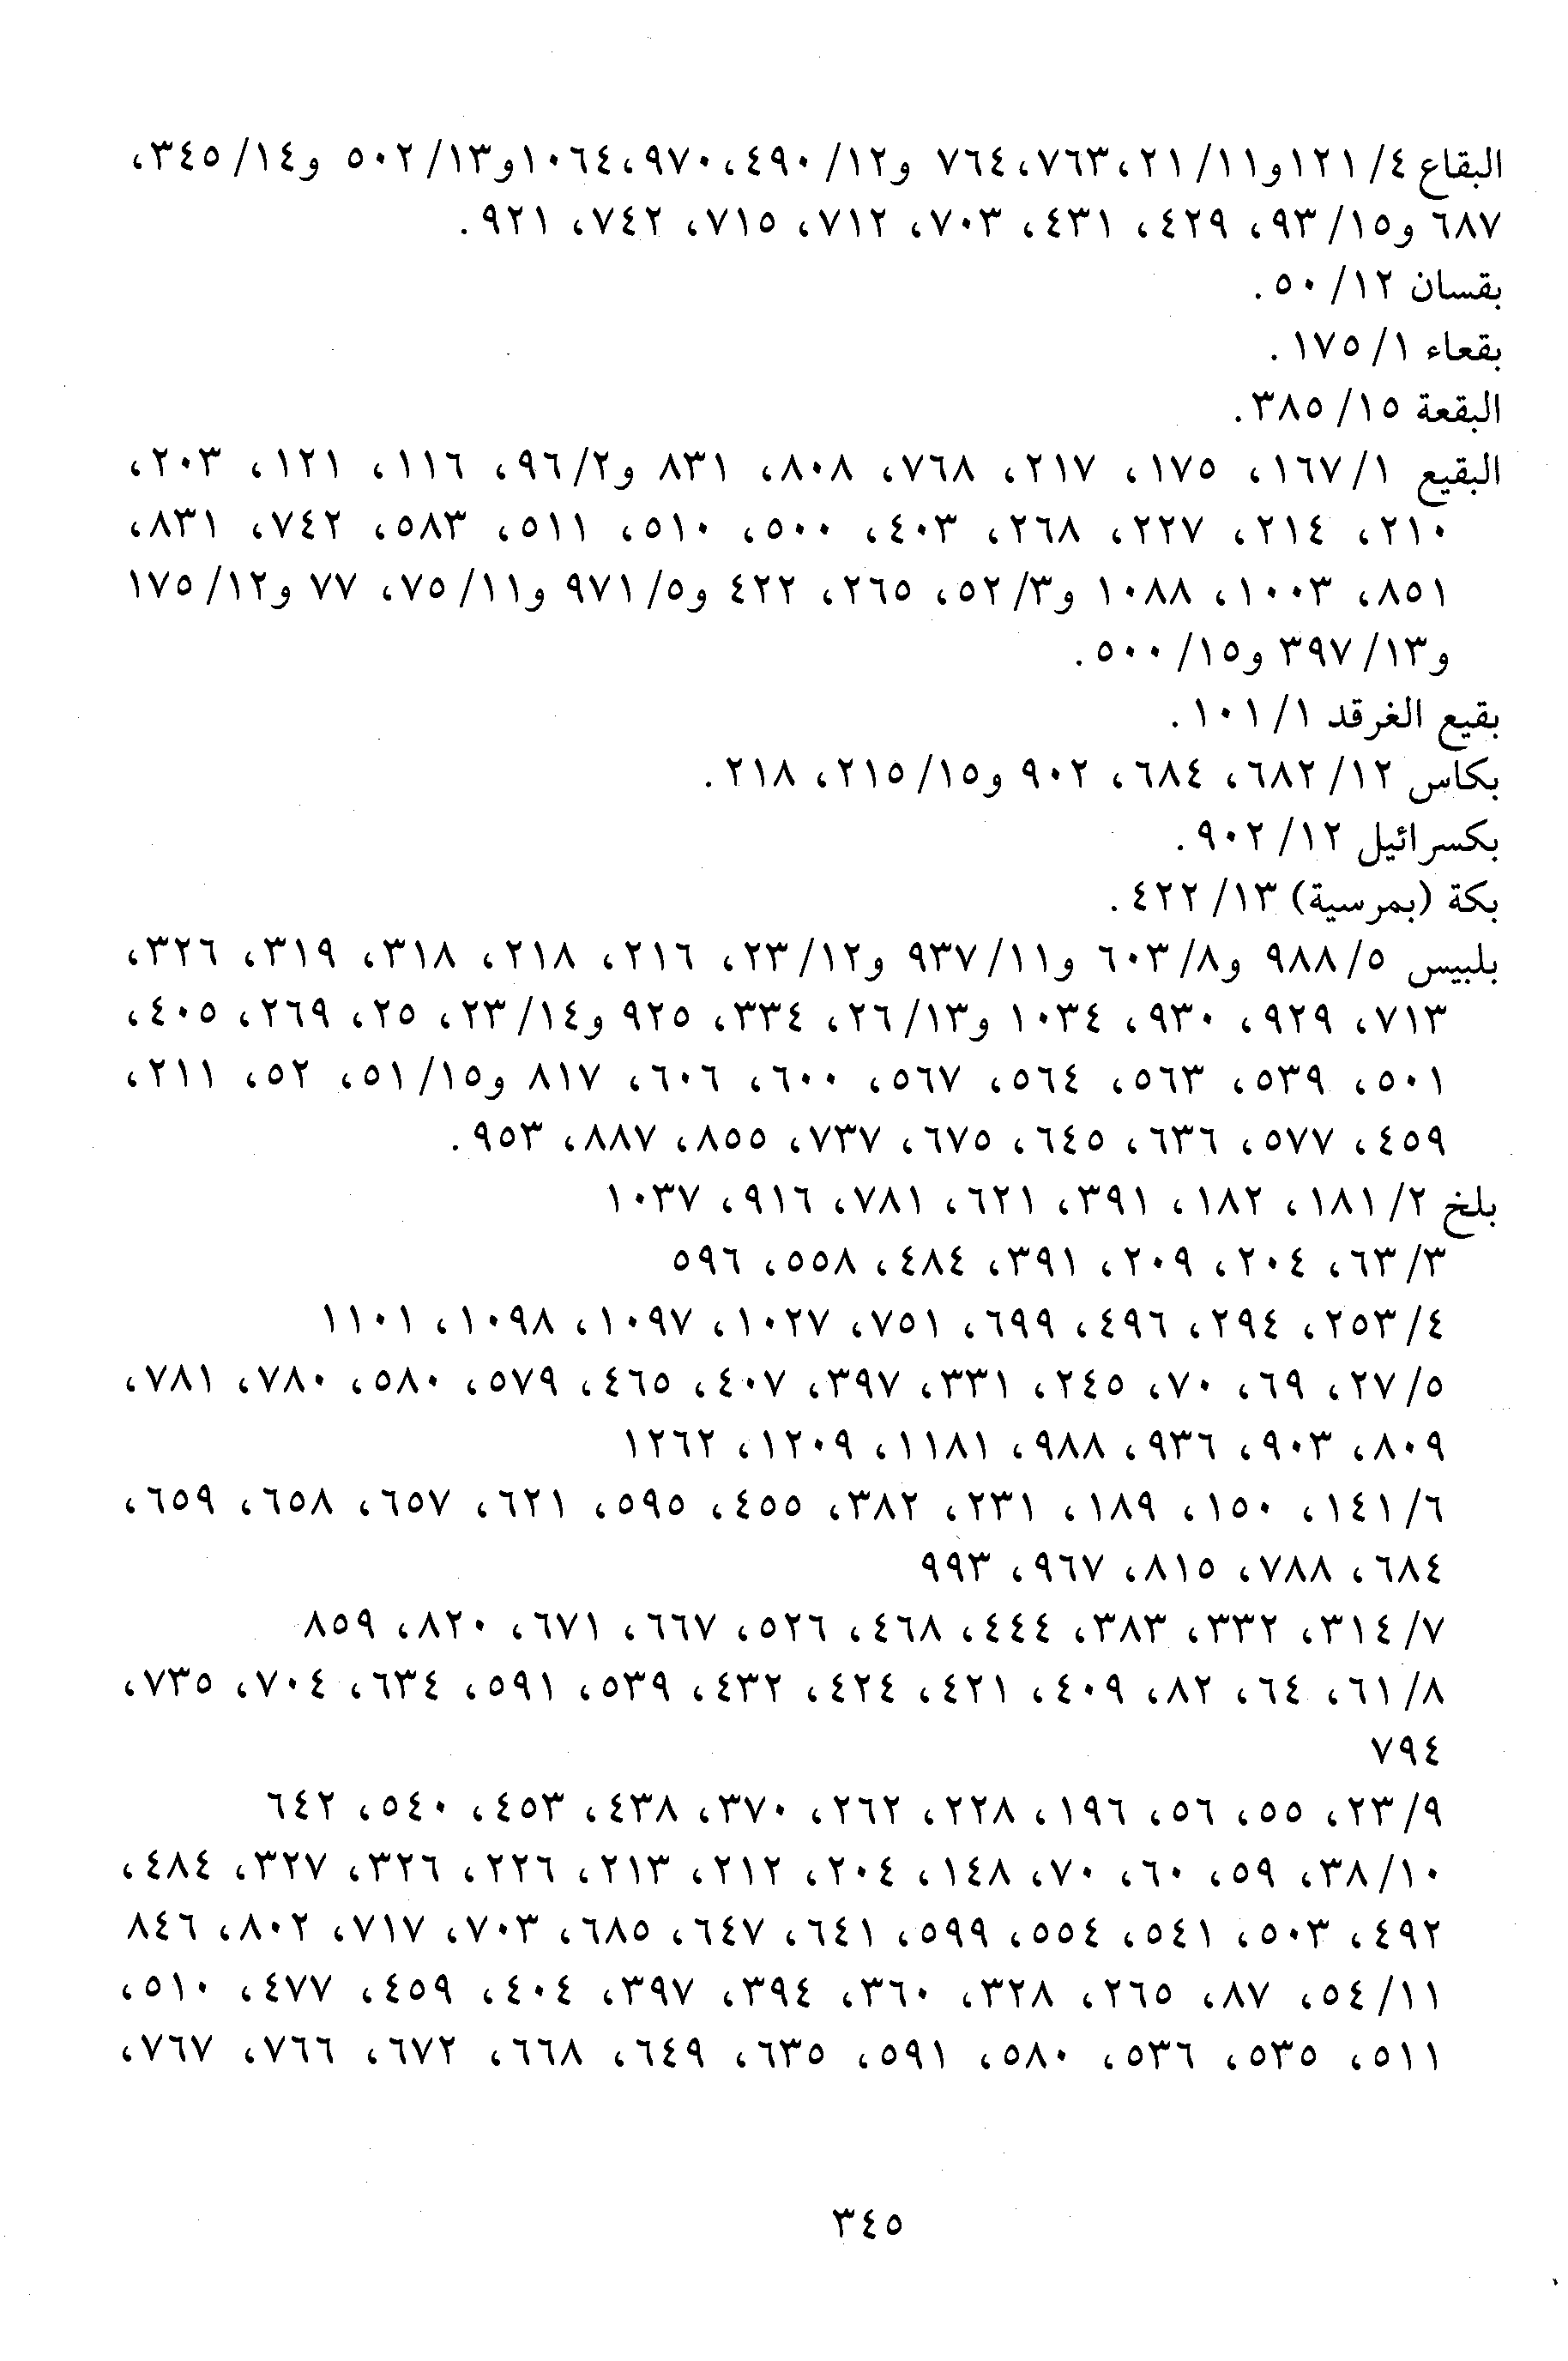 البقاع ٤/ ١٢١و١١/ ٢١،٧٦٣،٧٦٤ و١٢/ ٤٩٠،٩٧٠،١٠٦٤و١٣/ ٥٠٢ و١٤/ ٣٤٥،
٦٨٧ و١٥/ ٩٣، ٤٢٩، ٤٣١، ٧٠٣، ٧١٢، ٧١٥، ٧٤٢، ٩٢١.
بقسان ١٢/ ٥٠.
بقعاء ١/ ١٧٥.
البقعة ١٥/ ٣٨٥.
البقيع ١/ ١٦٧، ١٧٥، ٢١٧، ٧٦٨، ٨٠٨، ٨٣١ و٢/ ٩٦، ١١٦، ١٢١، ٢٠٣،
٢١٠، ٢١٤، ٢٢٧، ٢٦٨، ٤٠٣، ٥٠٠، ٥١٠، ٥١١، ٥٨٣، ٧٤٢، ٨٣١،
٨٥١، ١٠٠٣، ١٠٨٨ و٣/ ٥٢، ٢٦٥، ٤٢٢ و٥/ ٩٧١ و١١/ ٧٥، ٧٧ و١٢/ ١٧٥
و١٣/ ٣٩٧ و١٥/ ٥٠٠.
بقيع الغرقد ١/ ١٠١.
بكاس ١٢/ ٦٨٢، ٦٨٤، ٩٠٢ و١٥/ ٢١٥، ٢١٨.
بكسرائيل ١٢/ ٩٠٢.
بكة (بمرسية) ١٣/ ٤٢٢.
بلبيس ٥/ ٩٨٨ و٨/ ٦٠٣ و١١/ ٩٣٧ و١٢/ ٢٣، ٢١٦، ٢١٨، ٣١٨، ٣١٩، ٣٢٦،
٧١٣، ٩٢٩، ٩٣٠، ١٠٣٤ و١٣/ ٢٦، ٣٣٤، ٩٢٥ و١٤/ ٢٣، ٢٥، ٢٦٩، ٤٠٥،
٥٠١، ٥٣٩، ٥٦٣، ٥٦٤، ٥٦٧، ٦٠٠، ٦٠٦، ٨١٧ و١٥/ ٥١، ٥٢، ٢١١،
٤٥٩، ٥٧٧، ٦٣٦، ٦٤٥، ٦٧٥، ٧٣٧، ٨٥٥، ٨٨٧، ٩٥٣.
بلخ ٢/ ١٨١، ١٨٢، ٣٩١، ٦٢١، ٧٨١، ٩١٦، ١٠٣٧
٣/ ٦٣، ٢٠٤، ٢٠٩، ٣٩١، ٤٨٤، ٥٥٨، ٥٩٦
٤/ ٢٥٣، ٢٩٤، ٤٩٦، ٦٩٩، ٧٥١، ١٠٢٧، ١٠٩٧، ١٠٩٨، ١١٠١
٥/ ٢٧، ٦٩، ٧٠، ٢٤٥، ٣٣١، ٣٩٧، ٤٠٧، ٤٦٥، ٥٧٩، ٥٨٠، ٧٨٠، ٧٨١،
٨٠٩، ٩٠٣، ٩٣٦، ٩٨٨، ١١٨١، ١٢٠٩، ١٢٦٢
٦/ ١٤١، ١٥٠، ١٨٩، ٢٣١، ٣٨٢، ٤٥٥، ٥٩٥، ٦٢١، ٦٥٧، ٦٥٨، ٦٥٩،
٦٨٤، ٧٨٨، ٨١٥، ٩٦٧، ٩٩٣
٧/ ٣١٤، ٣٣٢، ٣٨٣، ٤٤٤، ٤٦٨، ٥٢٦، ٦٦٧، ٦٧١، ٨٢٠، ٨٥٩
٨/ ٦١، ٦٤، ٨٢، ٤٠٩، ٤٢١، ٤٢٤، ٤٣٢، ٥٣٩، ٥٩١، ٦٣٤، ٧٠٤، ٧٣٥،
٧٩٤
٩/ ٢٣، ٥٥، ٥٦، ١٩٦، ٢٢٨، ٢٦٢، ٣٧٠، ٤٣٨، ٤٥٣، ٥٤٠، ٦٤٢
١٠/ ٣٨، ٥٩، ٦٠، ٧٠، ١٤٨، ٢٠٤، ٢١٢، ٢١٣، ٢٢٦، ٣٢٦، ٣٢٧، ٤٨٤،
٤٩٢، ٥٠٣، ٥٤١، ٥٥٤، ٥٩٩، ٦٤١، ٦٤٧، ٦٨٥، ٧٠٣، ٧١٧، ٨٠٢، ٨٤٦
١١/ ٥٤، ٨٧، ٢٦٥، ٣٢٨، ٣٦٠، ٣٩٤، ٣٩٧، ٤٠٤، ٤٥٩، ٤٧٧، ٥١٠،
٥١١، ٥٣٥، ٥٣٦، ٥٨٠، ٥٩١، ٦٣٥، ٦٤٩، ٦٦٨، ٦٧٢، ٧٦٦، ٧٦٧،
٣٤٥